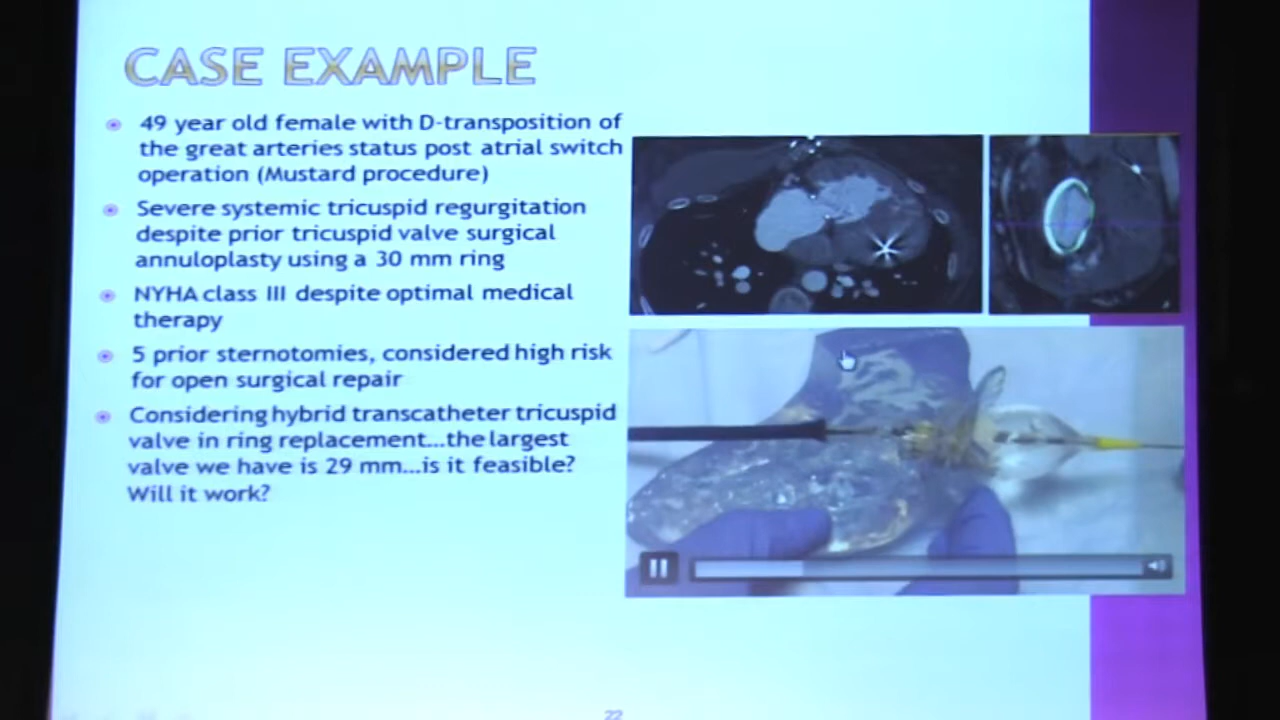 CASE EXAMPLE
49 year old female with D-transposition of
the great arteries status post atrial switch
operation (Mustard procedure)
Severe systemic tricuspid regurgitation
despite prior tricuspid valve surgical
annuloplasty using a 30 mm ring
NYHA class III despite optimal medical
therapy
5 prior sternotomies, considered high risk
for open surgical repair
Considering hybrid transcatheter tricuspid
valve in ring replacement...the largest
valve we have is 29 mm...is it feasible?
Will it work?
22